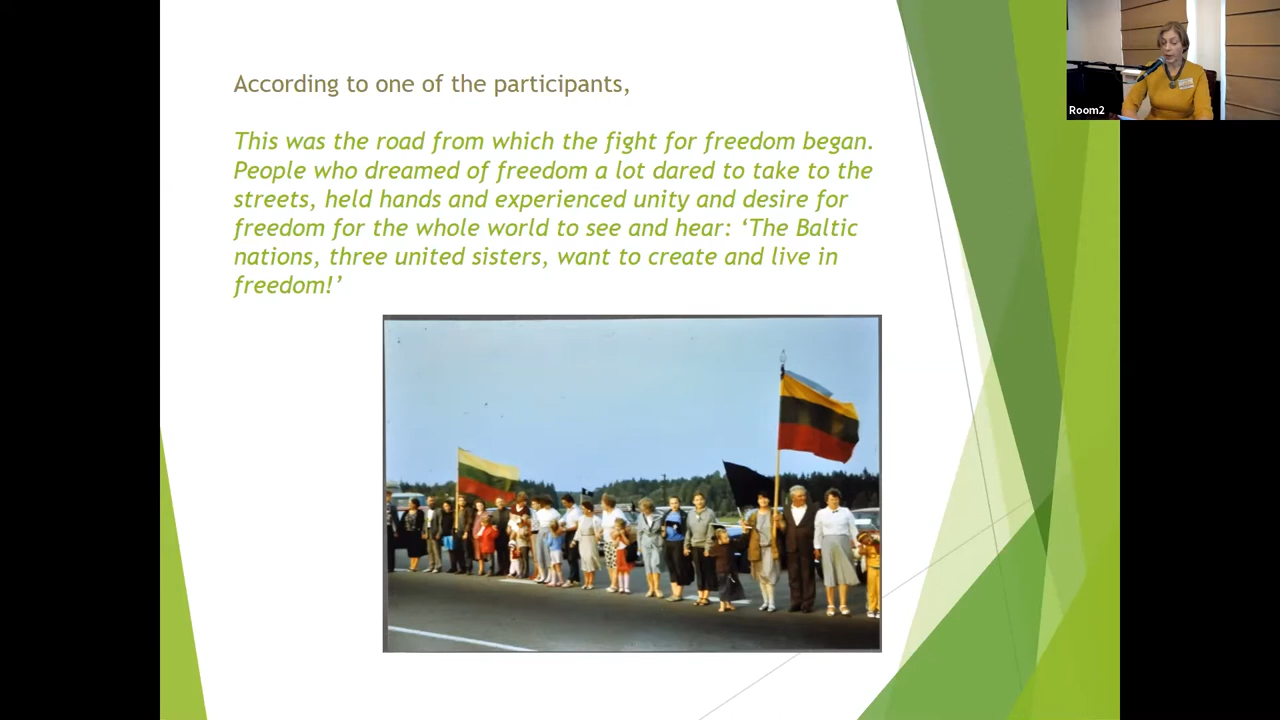 According to one of the participants,
This was the road from which the fight for freedom began.
People who dreamed of freedom a lot dared to take to the
streets, held hands and experienced unity and desire for
freedom for the whole world to see and hear: ‘The Baltic
nations, three united sisters, want to create and live in
freedom!’
Room2